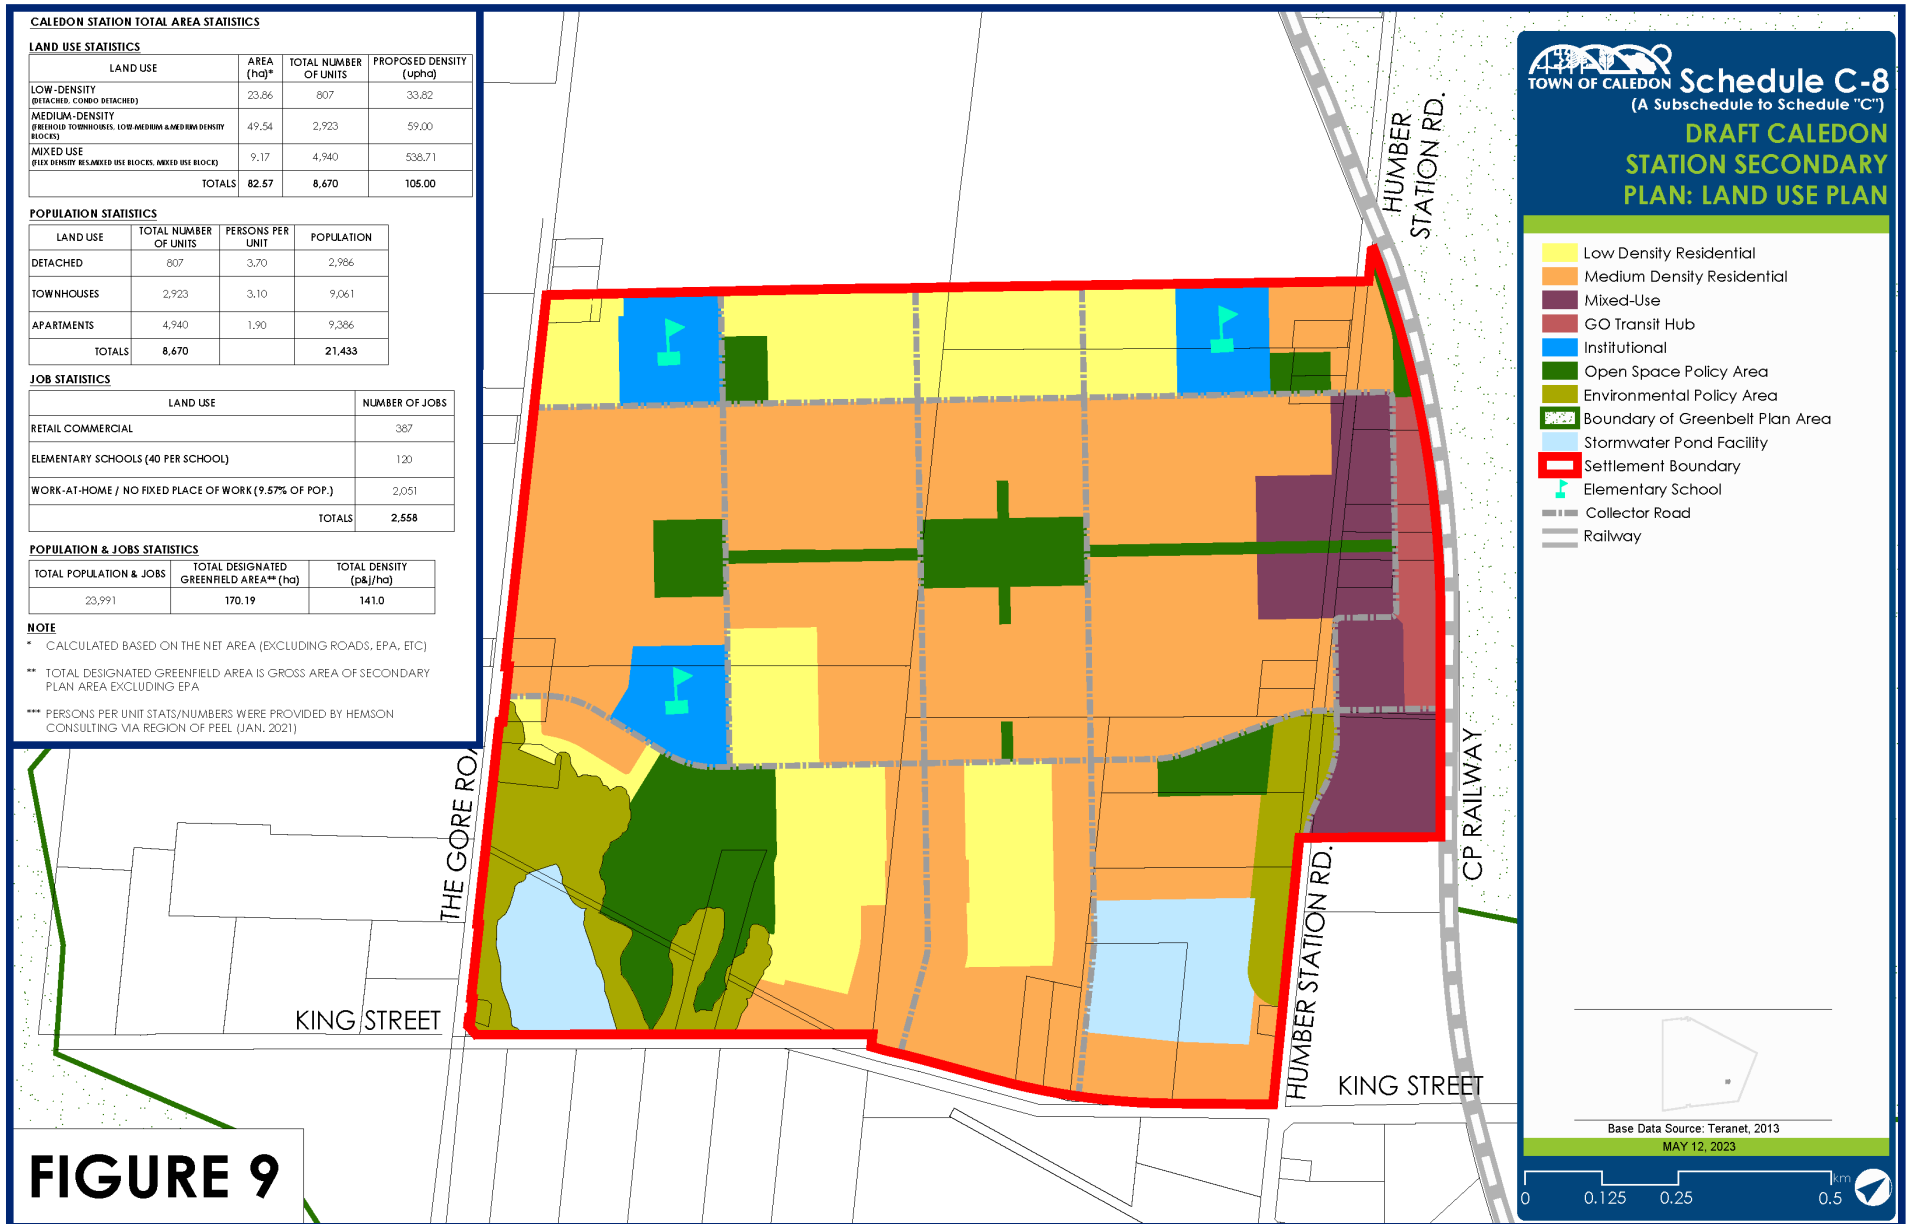 CALEDON STATION TOTAL AREA STATISTICS
LAND USE STATISTICS
LAND USE AREA (ha)* TOTAL NUMBER OF UNITS PROPOSED DENSITY (upha)
LOW-DENSITY 23.86 807 33.82
(DETACHED, CONDO DETACHED)
MEDIUM-DENSITY 49.54 2,923 59.00
(FREEHOLD TOWNHOUSES, LOW-MEDIUM & MEDIUM DENSITY
BLOCKS)
MIXED USE 9.17 4,940 538.71
(FLEX DENSITY RES./MIXED USE BLOCKS, MIXED USE BLOCK)
TOTALS 82.57 8,670 105.00
POPULATION STATISTICS
LAND USE TOTAL NUMBER OF UNITS PERSONS PER UNIT POPULATION
DETACHED 807 3.70 2,986
TOWNHOUSES 2,923 3.10 9,061
APARTMENTS 4,940 1.90 9,386
TOTALS 8,670 21,433
JOB STATISTICS
LAND USE NUMBER OF JOBS
RETAIL COMMERCIAL 387
ELEMENTARY SCHOOLS (40 PER SCHOOL) 120
WORK-AT-HOME / NO FIXED PLACE OF WORK (9.57% OF POP.) 2,051
TOTALS 2,558
POPULATION & JOBS STATISTICS
TOTAL POPULATION & JOBS TOTAL DESIGNATED GREENFIELD AREA** (ha) TOTAL DENSITY (p&j/ha)
23,991 170.19 141.0
NOTE
* CALCULATED BASED ON THE NET AREA (EXCLUDING ROADS, EPA, ETC)
** TOTAL DESIGNATED GREENFIELD AREA IS GROSS AREA OF SECONDARY
PLAN AREA EXCLUDING EPA
*** PERSONS PER UNIT STATS/NUMBERS WERE PROVIDED BY HEMSON
CONSULTING VIA REGION OF PEEL (JAN. 2021)
HUMBER
STATION RD.
THE GORE ROA
CP RAILWAY
HUMBER STATION RD.
KING STREET
KING STREET
FIGURE 9
TOWN OF CALEDON
Schedule C-8
(A Subschedule to Schedule "C")
DRAFT CALEDON
STATION SECONDARY
PLAN: LAND USE PLAN
Low Density Residential
Medium Density Residential
Mixed-Use
GO Transit Hub
Institutional
Open Space Policy Area
Environmental Policy Area
Boundary of Greenbelt Plan Area
Stormwater Pond Facility
Settlement Boundary
Elementary School
Collector Road
Railway
Base Data Source: Teranet, 2013
MAY 12, 2023
km
0 0.125 0.25 0.5